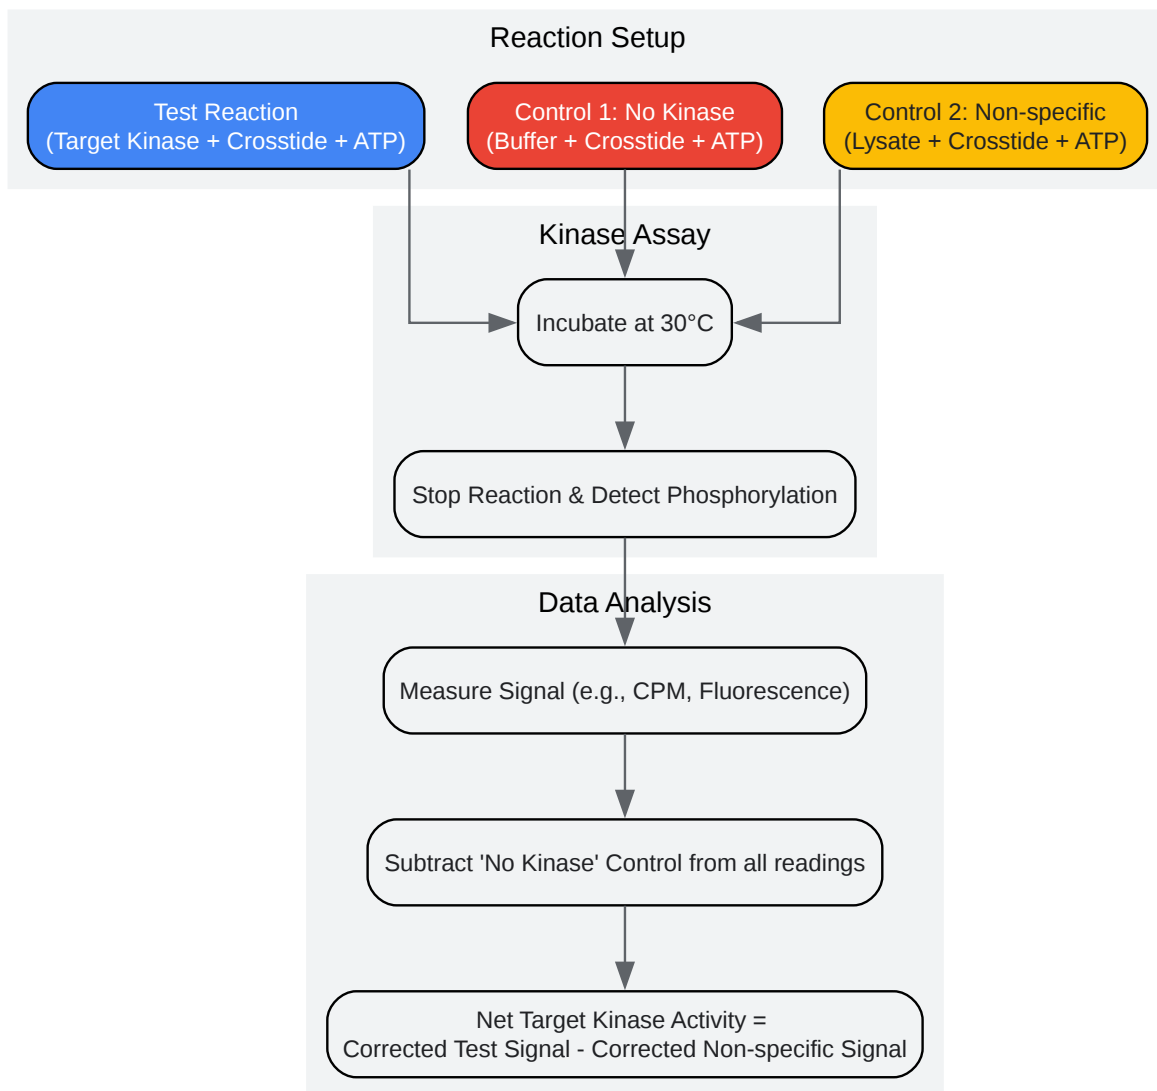 Reaction Setup
Test Reaction
(Target Kinase + Crosstide + ATP)
Control 1: No Kinase
(Buffer + Crosstide + ATP)
Control 2: Non-specific
(Lysate + Crosstide + ATP)
Kinase Assay
Incubate at 30°C
Stop Reaction & Detect Phosphorylation
Data Analysis
Measure Signal (e.g., CPM, Fluorescence)
Subtract 'No Kinase' Control from all readings
Net Target Kinase Activity =
Corrected Test Signal - Corrected Non-specific Signal